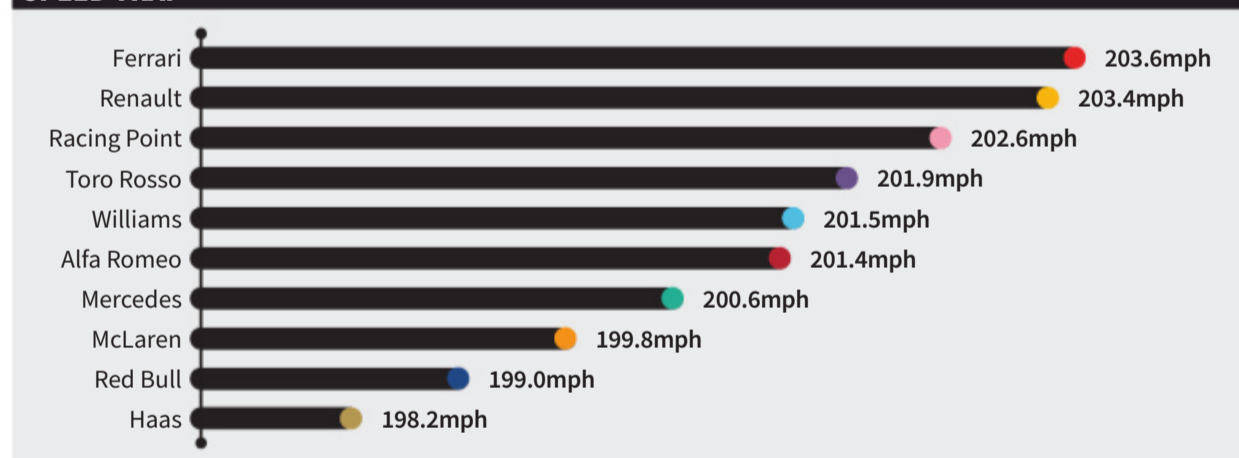 Ferrari 203.6mph
Renault 203.4mph
Racing Point 202.6mph
Toro Rosso 201.9mph
Williams 201.5mph
Alfa Romeo 201.4mph
Mercedes 200.6mph
McLaren 199.8mph
Red Bull 199.0mph
Haas 198.2mph